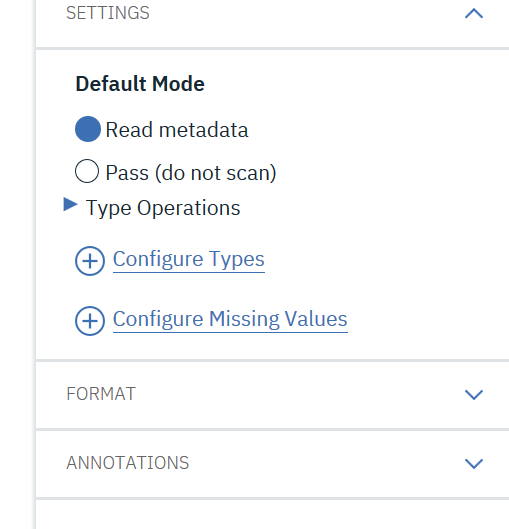 SETTINGS
Default Mode
Read metadata
Pass (do not scan)
Type Operations
Configure Types
Configure Missing Values
FORMAT
ANNOTATIONS